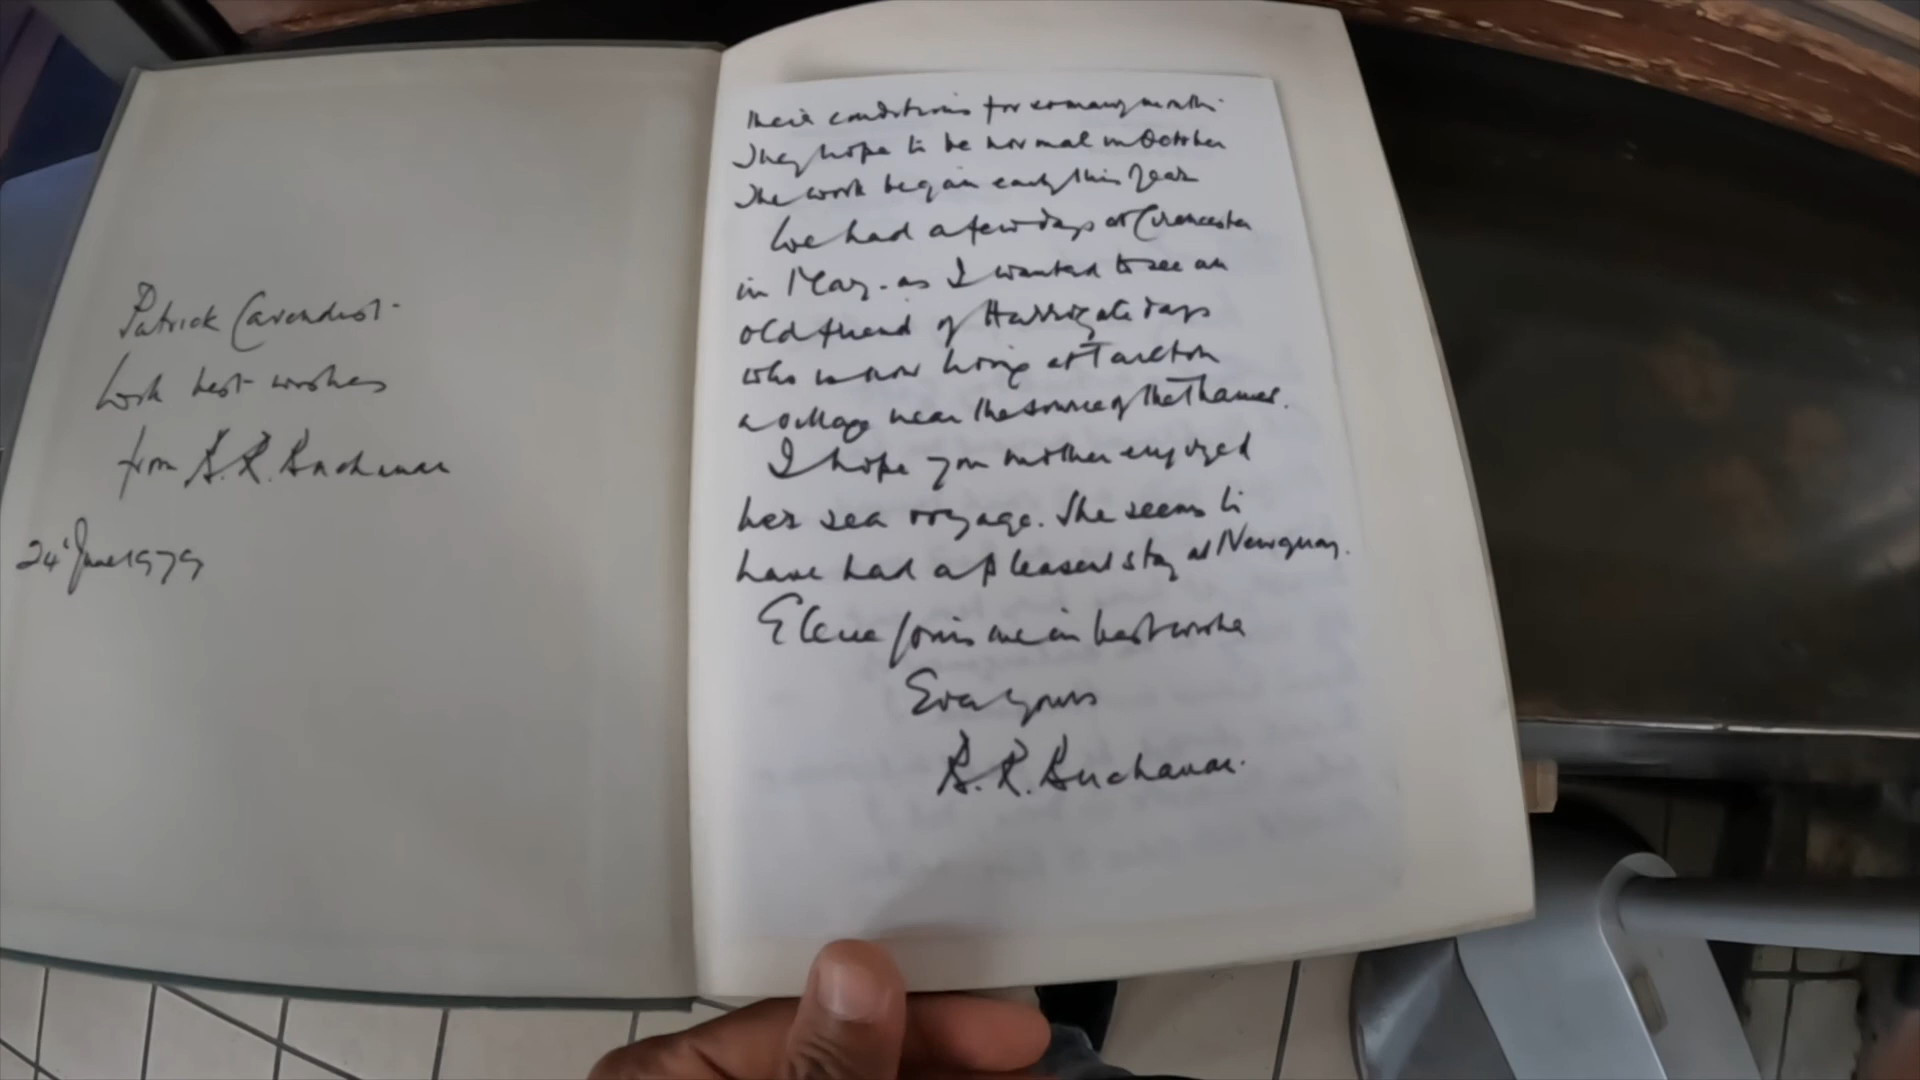 Patrick Cavendish
with best wishes
from A. R. Buchanan
24 June 1979
their conditions for so many months.
They hope to be normal in October
The work began early this year
We had a few days at Cirencester
in May - as I wanted to see an
old friend of Harrogate days
who is now living at Tarlton
a village near the source of the Thames.
I hope your mother enjoyed
her sea voyage. She seems to
have had a pleasant stay at Newquay.
joins me in best wishes
Ever yours
A. R. Buchanan.